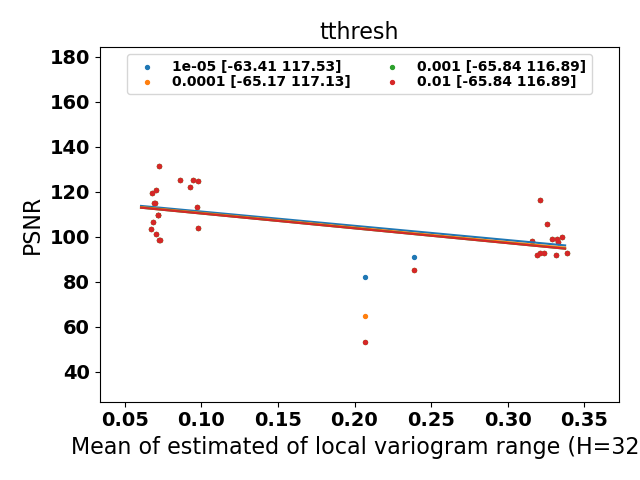 tthresh
1e-05 [-63.41 117.53]
0.0001 [-65.17 117.13]
0.001 [-65.84 116.89]
0.01 [-65.84 116.89]
PSNR
180
160
140
120
100
80
60
40
0.05 0.10 0.15 0.20 0.25 0.30 0.35
Mean of estimated of local variogram range (H=32